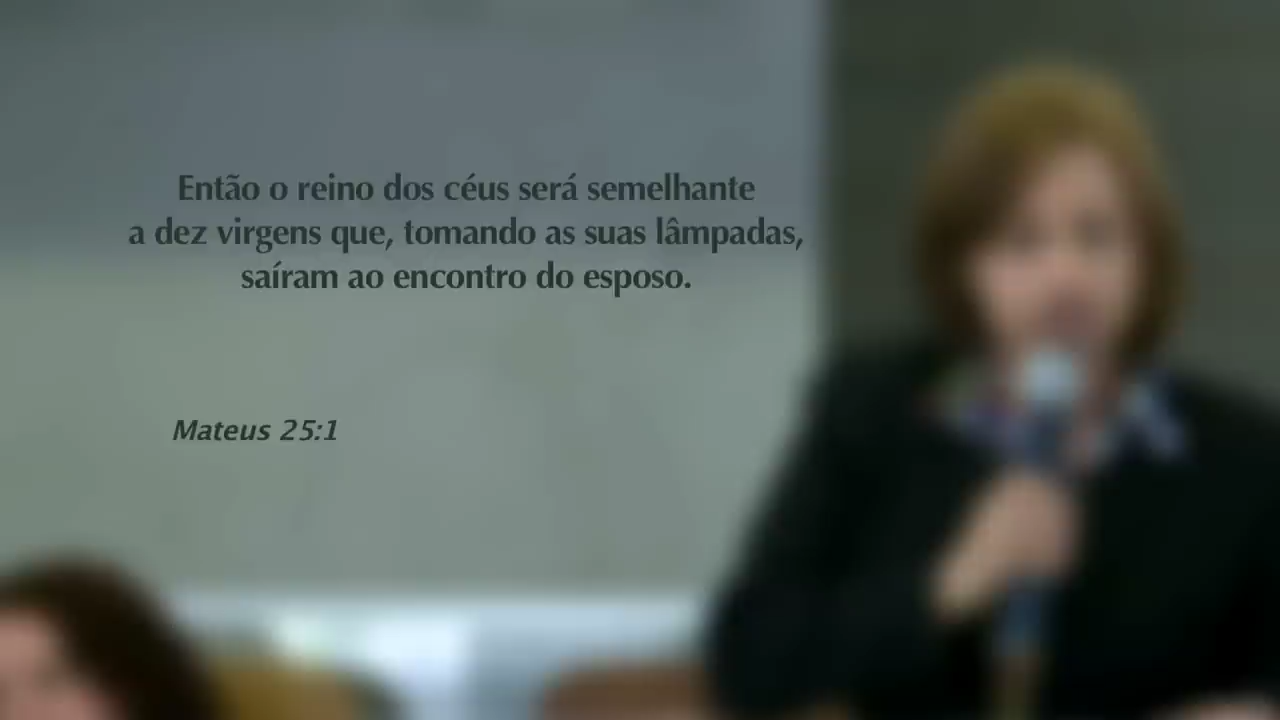 Então o reino dos céus será semelhante
a dez virgens que, tomando as suas lâmpadas,
saíram ao encontro do esposo.
Mateus 25:1